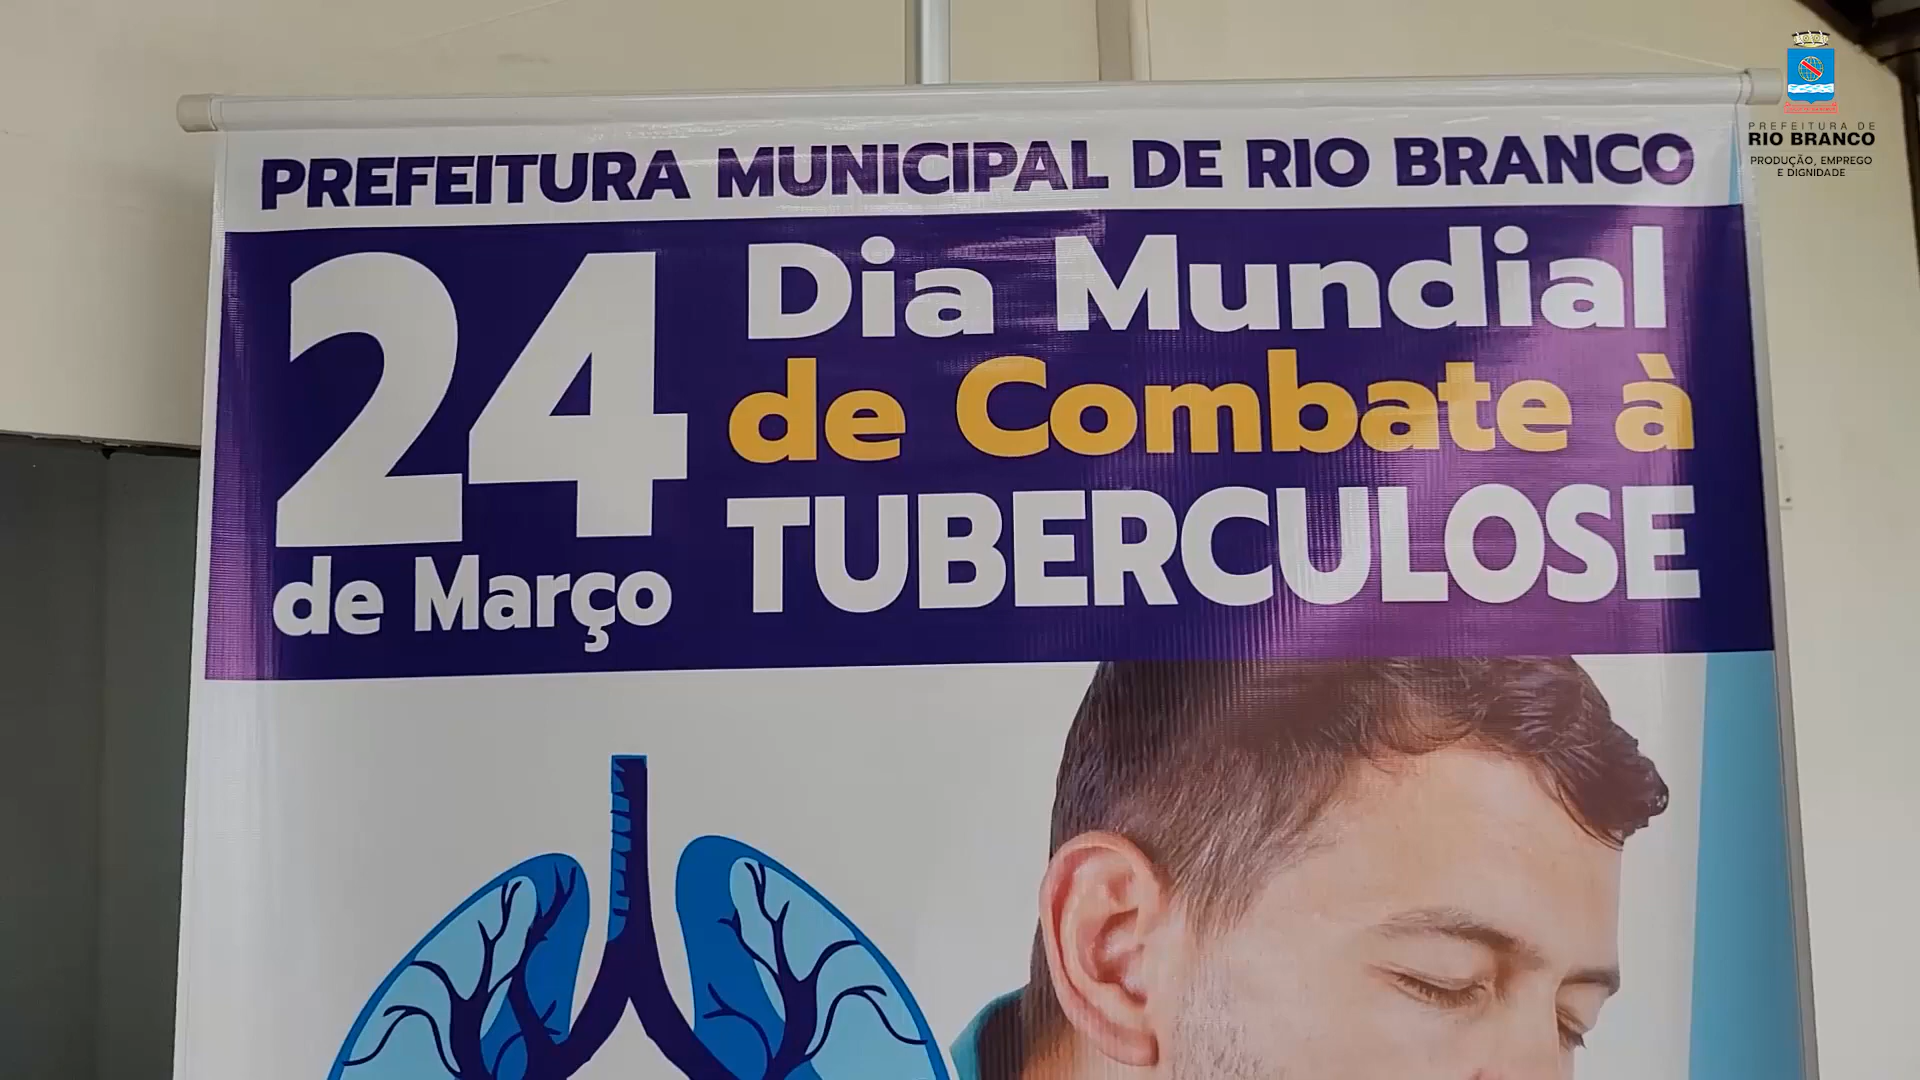 PREFEITURA MUNICIPAL DE RIO BRANCO
24
de Março
Dia Mundial
de Combate à
TUBERCULOSE
PREFEITURA DE
RIO BRANCO
PRODUÇÃO, EMPREGO
E DIGNIDADE